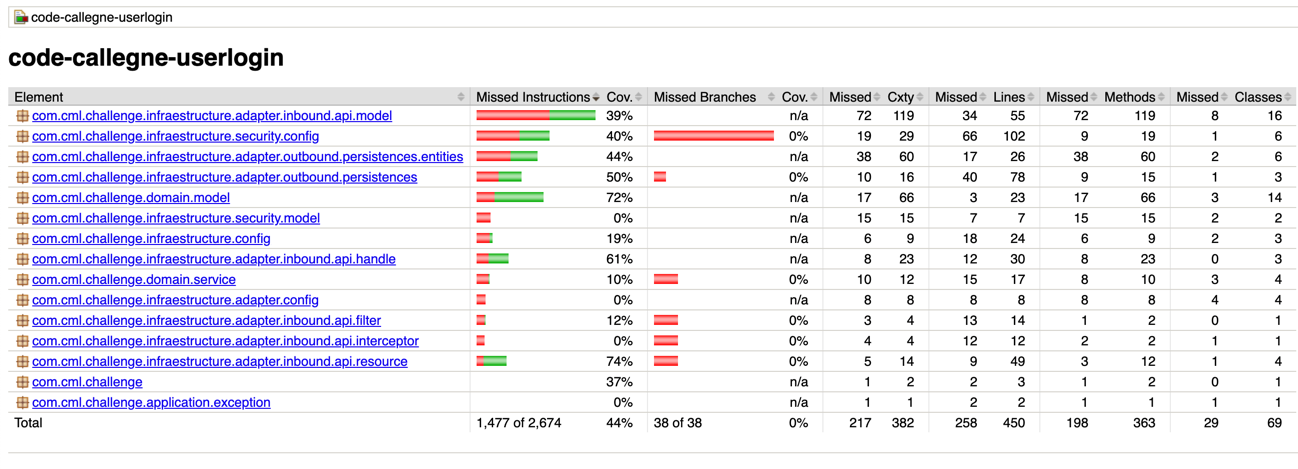 code-callegne-userlogin
code-callegne-userlogin
Element Missed Instructions Cov. Missed Branches Cov. Missed Cxty Missed Lines Missed Methods Missed Classes
com.cml.challenge.infraestructure.adapter.inbound.api.model 39% n/a 72 119 34 55 72 119 8 16
com.cml.challenge.infraestructure.security.config 40% 0% 19 29 66 102 9 19 1 6
com.cml.challenge.infraestructure.adapter.outbound.persistences.entities 44% n/a 38 60 17 26 38 60 2 6
com.cml.challenge.infraestructure.adapter.outbound.persistences 50% 0% 10 16 40 78 9 15 1 3
com.cml.challenge.domain.model 72% n/a 17 66 3 23 17 66 3 14
com.cml.challenge.infraestructure.security.model 0% n/a 15 15 7 7 15 15 2 2
com.cml.challenge.infraestructure.config 19% n/a 6 9 18 24 6 9 2 3
com.cml.challenge.infraestructure.adapter.inbound.api.handle 61% n/a 8 23 12 30 8 23 0 3
com.cml.challenge.domain.service 10% 0% 10 12 15 17 8 10 3 4
com.cml.challenge.infraestructure.adapter.config 0% n/a 8 8 8 8 8 8 4 4
com.cml.challenge.infraestructure.adapter.inbound.api.filter 12% 0% 3 4 13 14 1 2 0 1
com.cml.challenge.infraestructure.adapter.inbound.api.interceptor 0% 0% 4 4 12 12 2 2 1 1
com.cml.challenge.infraestructure.adapter.inbound.api.resource 74% 0% 5 14 9 49 3 12 1 4
com.cml.challenge 37% n/a 1 2 2 3 1 2 0 1
com.cml.challenge.application.exception 0% n/a 1 1 2 2 1 1 1 1
Total 1,477 of 2,674 44% 38 of 38 0% 217 382 258 450 198 363 29 69